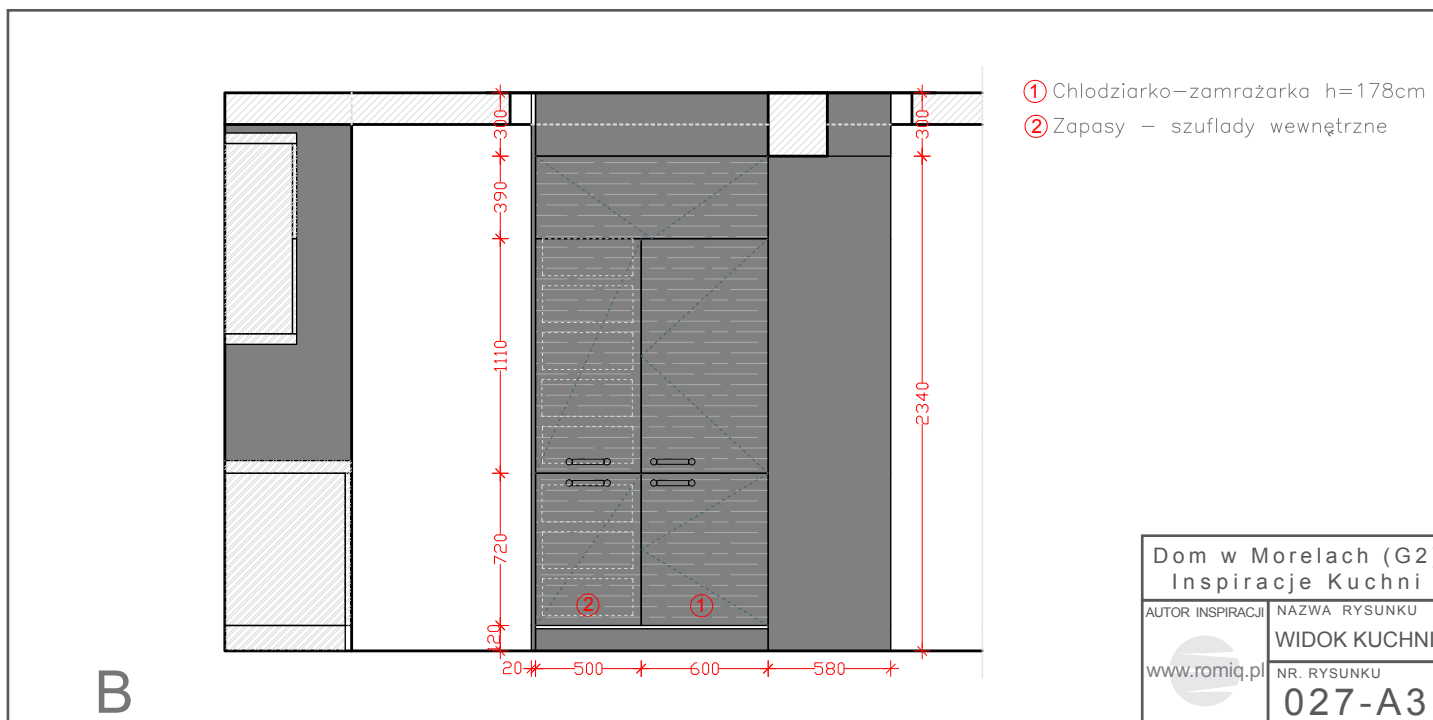 ① Chlodziarko–zamrażarka h=178cm
② Zapasy – szuflady wewnętrzne
300
390
1110
720
120
300
2340
②
①
20
500
600
580
B
Dom w Morelach (G2)
Inspiracje Kuchni
AUTOR INSPIRACJI
www.romiq.pl
NAZWA RYSUNKU
WIDOK KUCHNI
NR. RYSUNKU
027-A3